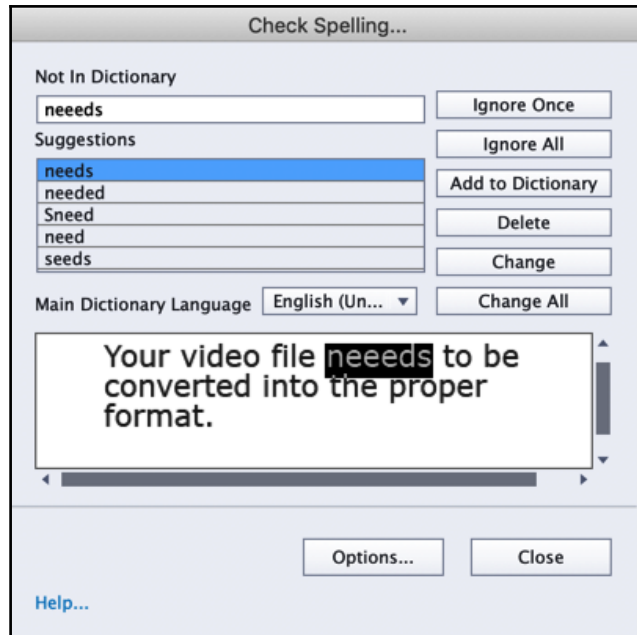 Check Spelling...
Not In Dictionary
neeeds
Ignore Once
Suggestions
Ignore All
needs
needed
Add to Dictionary
Sneed
Delete
need
seeds
Change
Main Dictionary Language English (Un... Change All
Your video file neeeds to be
converted into the proper
format.
Options... Close
Help...